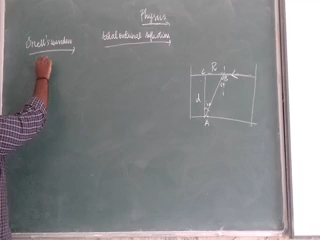 Physics
Snell's window
total internal reflection
C R
i
d
A